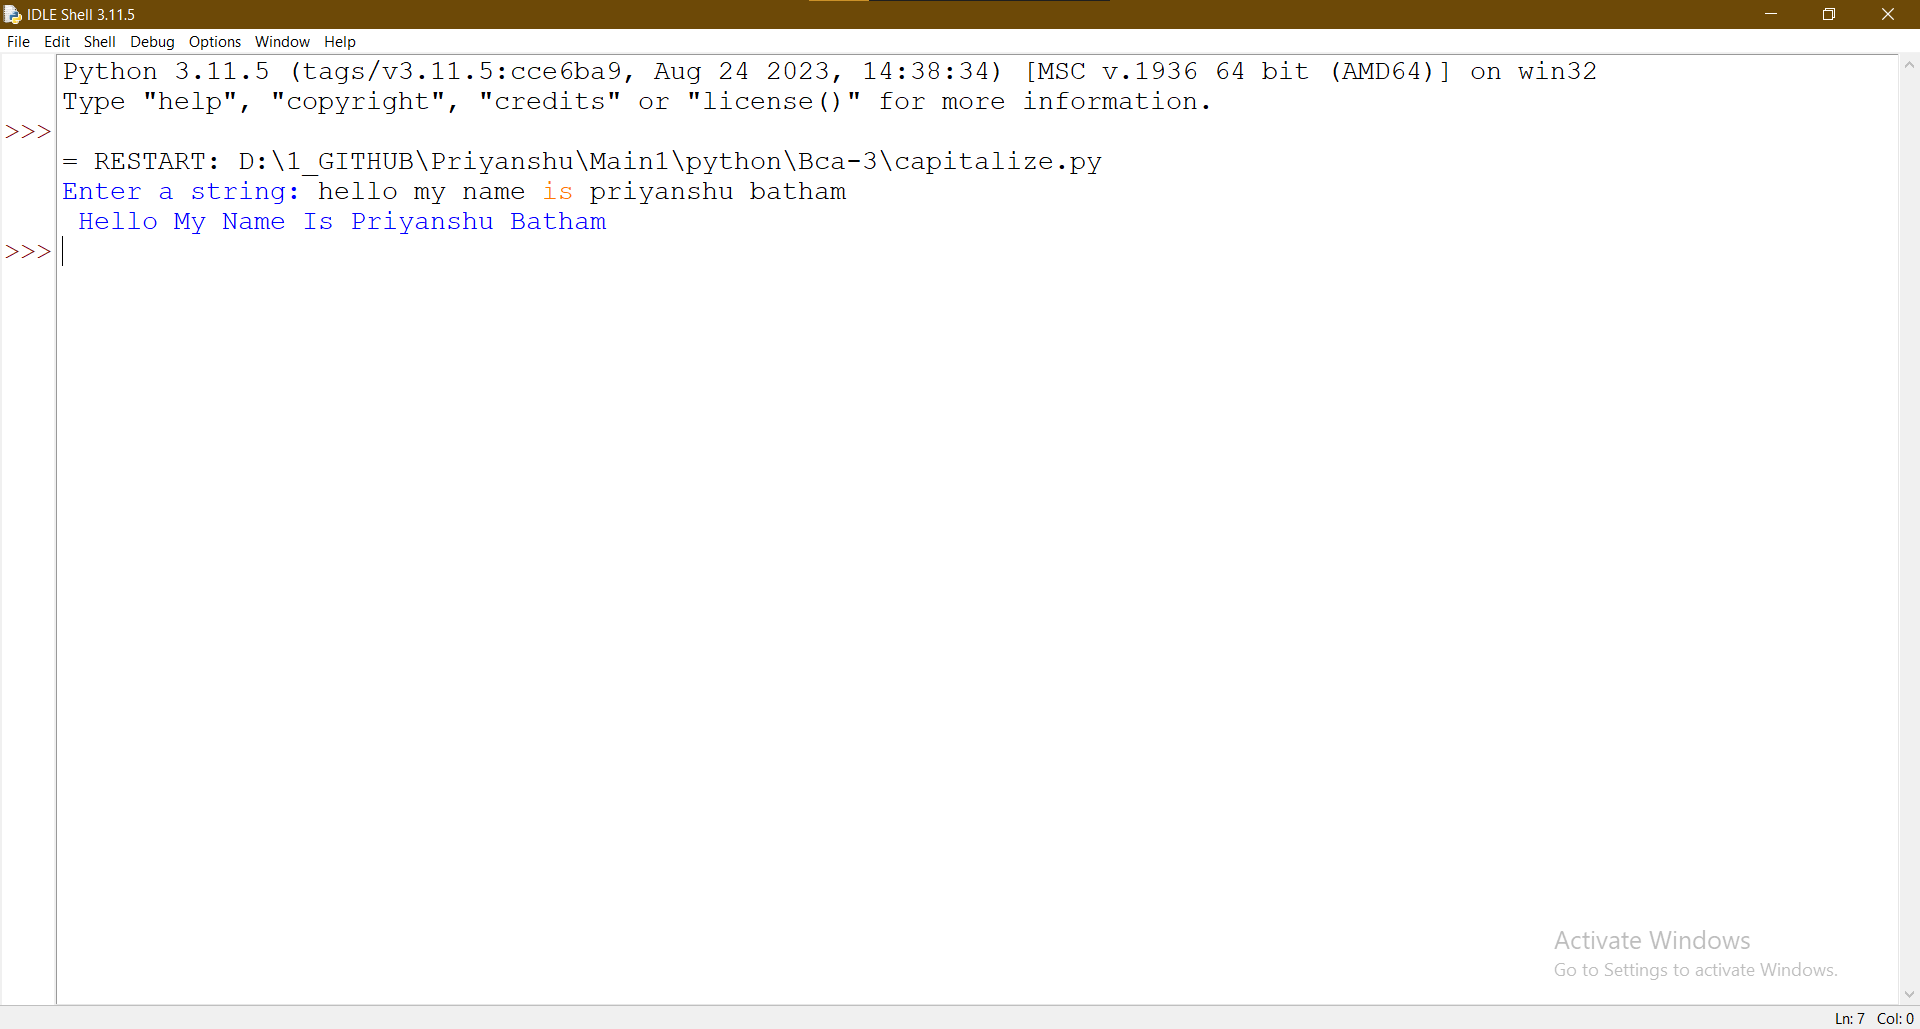 IDLE Shell 3.11.5
File Edit Shell Debug Options Window Help
Python 3.11.5 (tags/v3.11.5:cce6ba9, Aug 24 2023, 14:38:34) [MSC v.1936 64 bit (AMD64)] on win32
Type "help", "copyright", "credits" or "license()" for more information.
>>>
= RESTART: D:\1_GITHUB\Priyanshu\Main1\python\Bca-3\capitalize.py
Enter a string: hello my name is priyanshu batham
 Hello My Name Is Priyanshu Batham
>>>
Activate Windows
Go to Settings to activate Windows.
Ln: 7 Col: 0